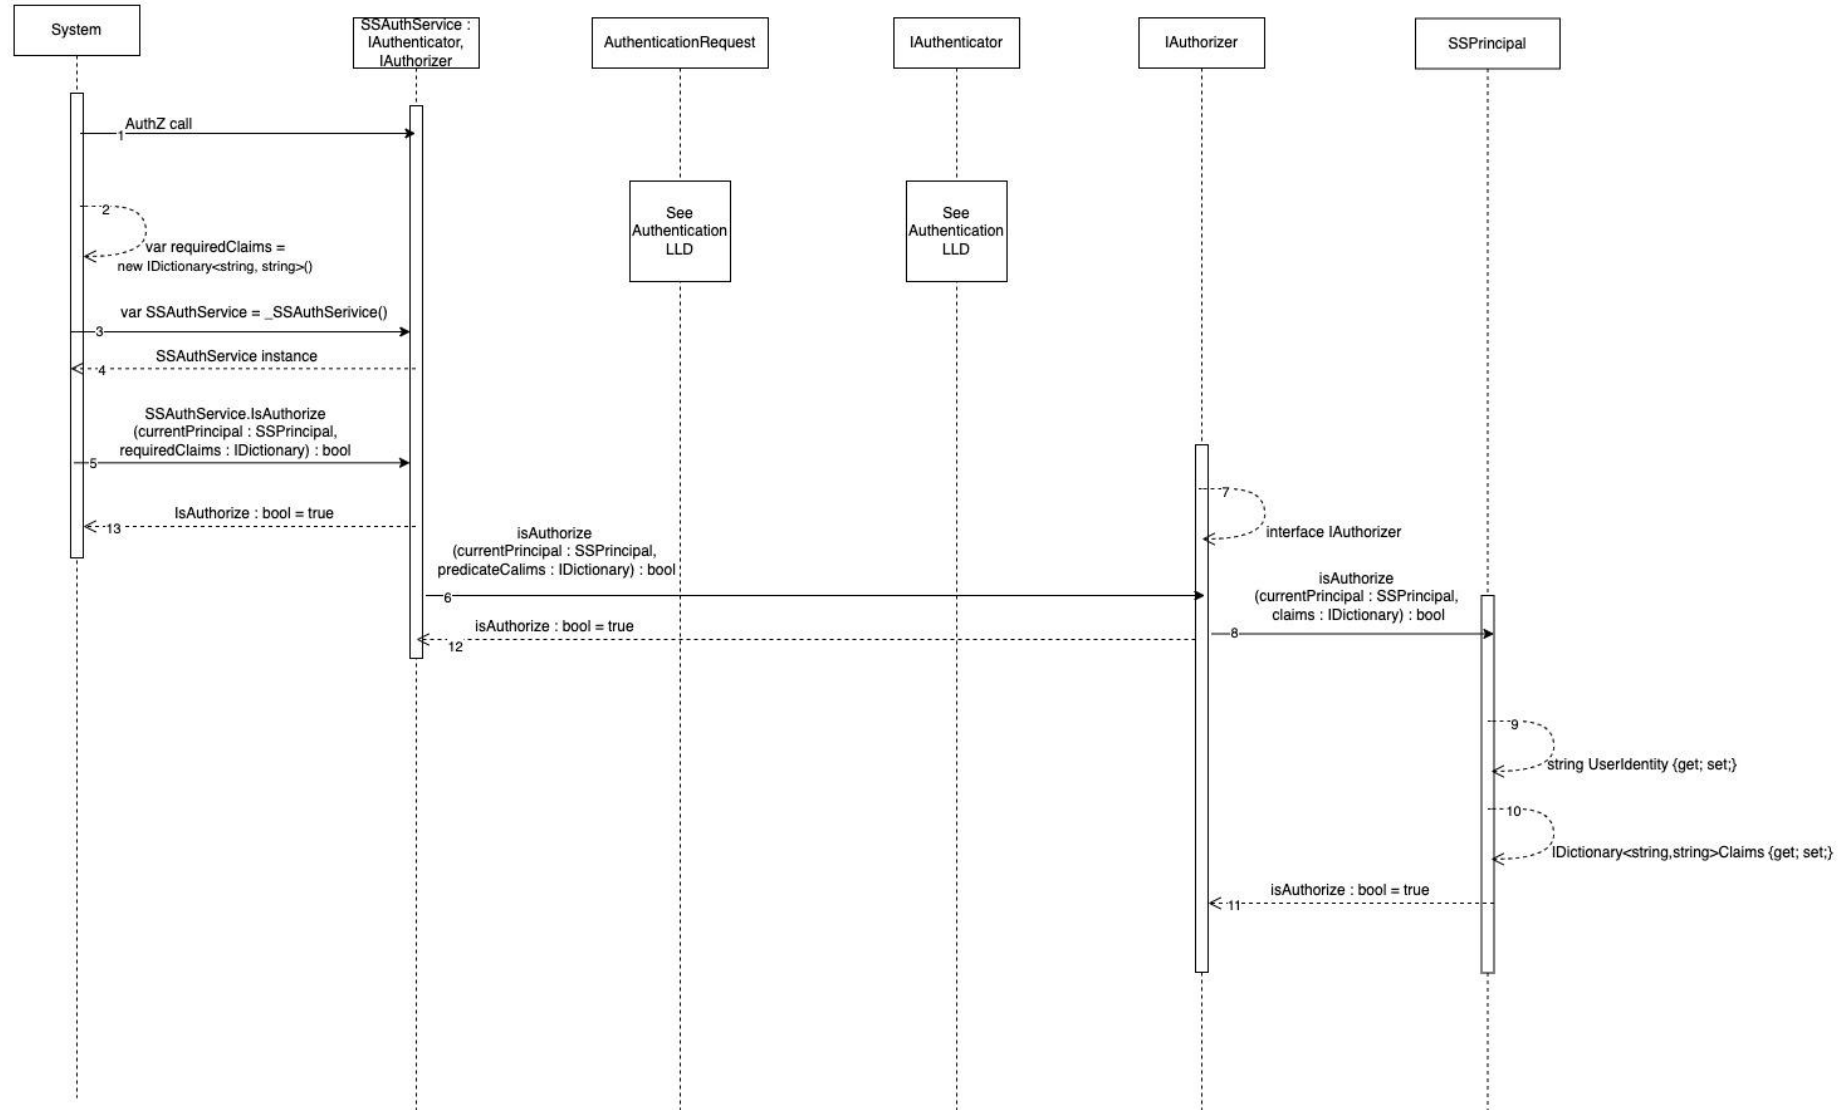 System
SSAuthService :
IAuthenticator,
IAuthorizer
AuthenticationRequest
IAuthenticator
IAuthorizer
SSPrincipal
AuthZ call
1
See
Authentication
LLD
See
Authentication
LLD
2
var requiredClaims =
new IDictionary<string, string>()
var SSAuthService = _SSAuthSerivice()
3
SSAuthService instance
4
SSAuthService.IsAuthorize
(currentPrincipal : SSPrincipal,
requiredClaims : IDictionary) : bool
5
7
interface IAuthorizer
IsAuthorize : bool = true
13
isAuthorize
(currentPrincipal : SSPrincipal,
predicateCalims : IDictionary) : bool
6
isAuthorize
(currentPrincipal : SSPrincipal,
claims : IDictionary) : bool
8
isAuthorize : bool = true
12
9
string UserIdentity {get; set;}
10
IDictionary<string,string>Claims {get; set;}
isAuthorize : bool = true
11